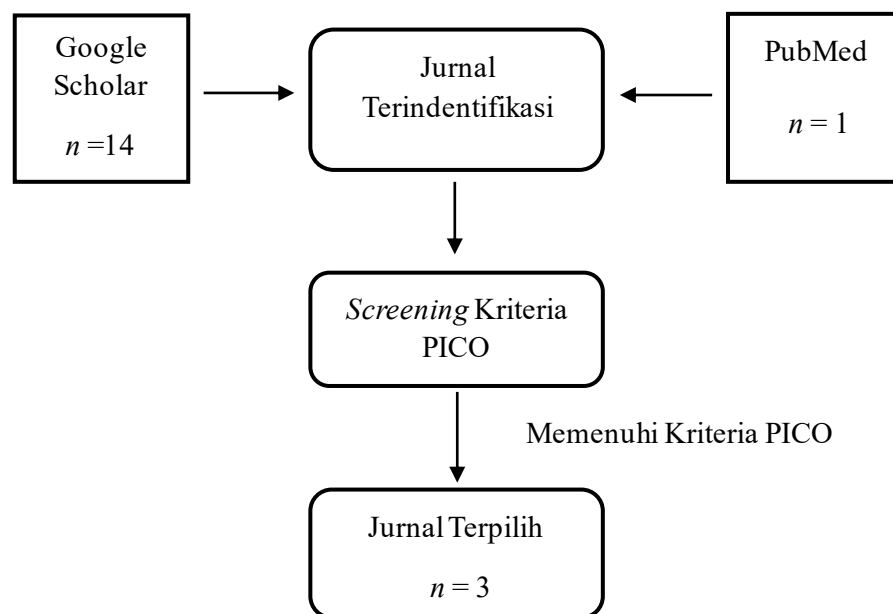 Google
Scholar
n =14
Jurnal
Terindentifikasi
PubMed
n = 1
Screening Kriteria
PICO
Memenuhi Kriteria PICO
Jurnal Terpilih
n = 3